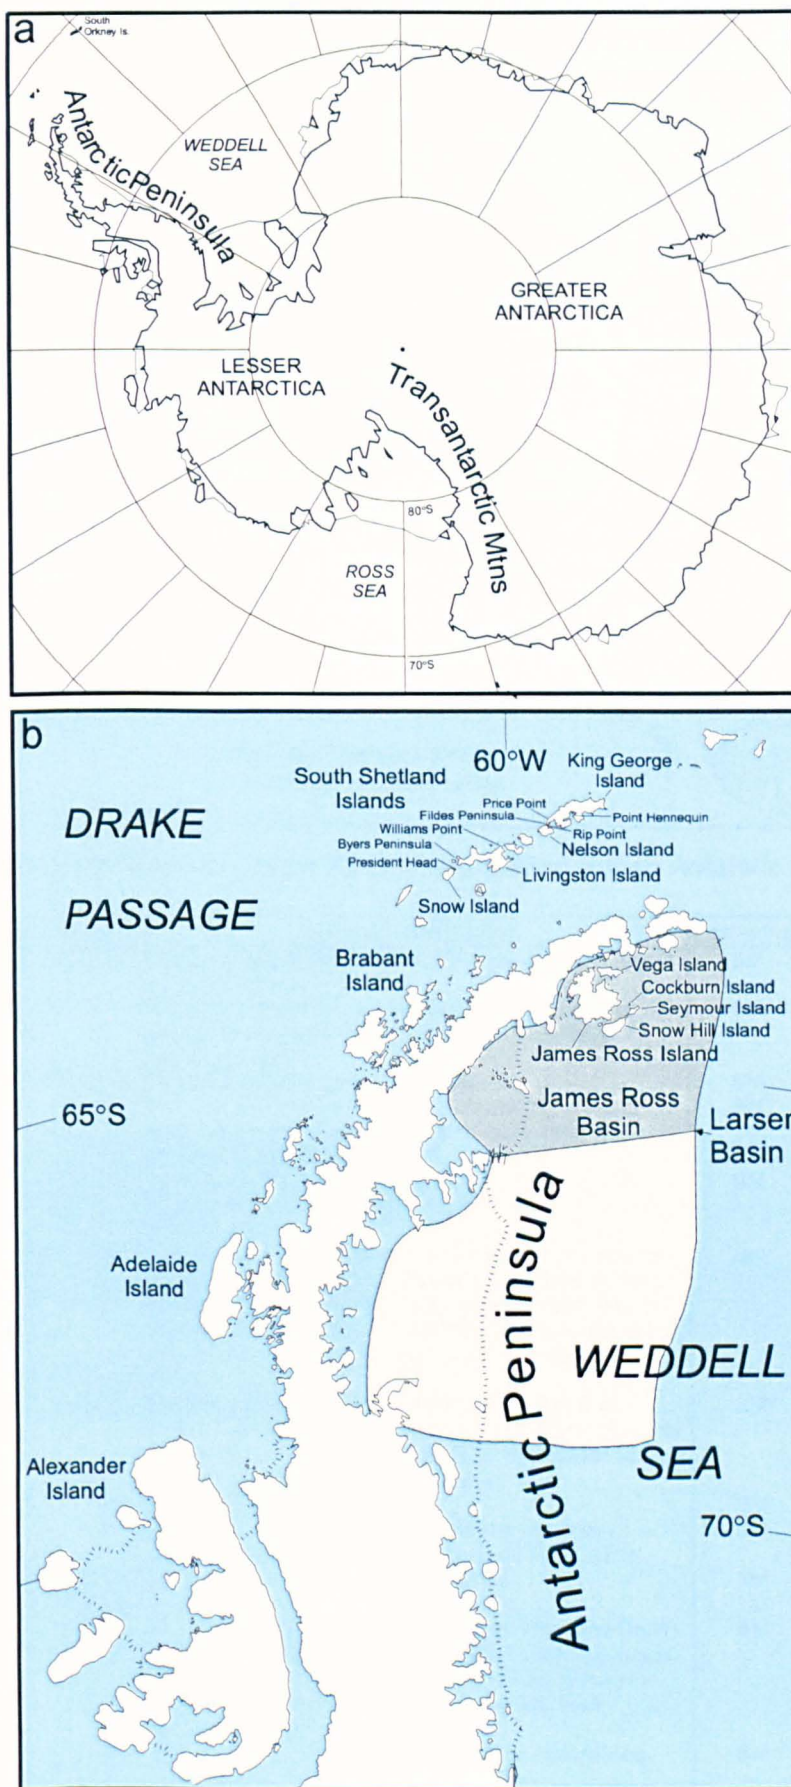 a
South
Orkney Is.
Antarctic Peninsula
WEDDELL
SEA
GREATER
ANTARCTICA
LESSER
ANTARCTICA
Transantarctic Mtns
80°S
ROSS
SEA
70°S
b
60°W
King George
Island
South Shetland
Islands
DRAKE
PASSAGE
Price Point
Fildes Peninsula
Point Hennequin
Williams Point
Rip Point
Byers Peninsula
Nelson Island
President Head
Livingston Island
Snow Island
Brabant
Island
Vega Island
Cockburn Island
Seymour Island
Snow Hill Island
James Ross Island
James Ross
Basin
65°S
Larsen
Basin
Antarctic Peninsula
Adelaide
Island
WEDDELL
SEA
Alexander
Island
70°S